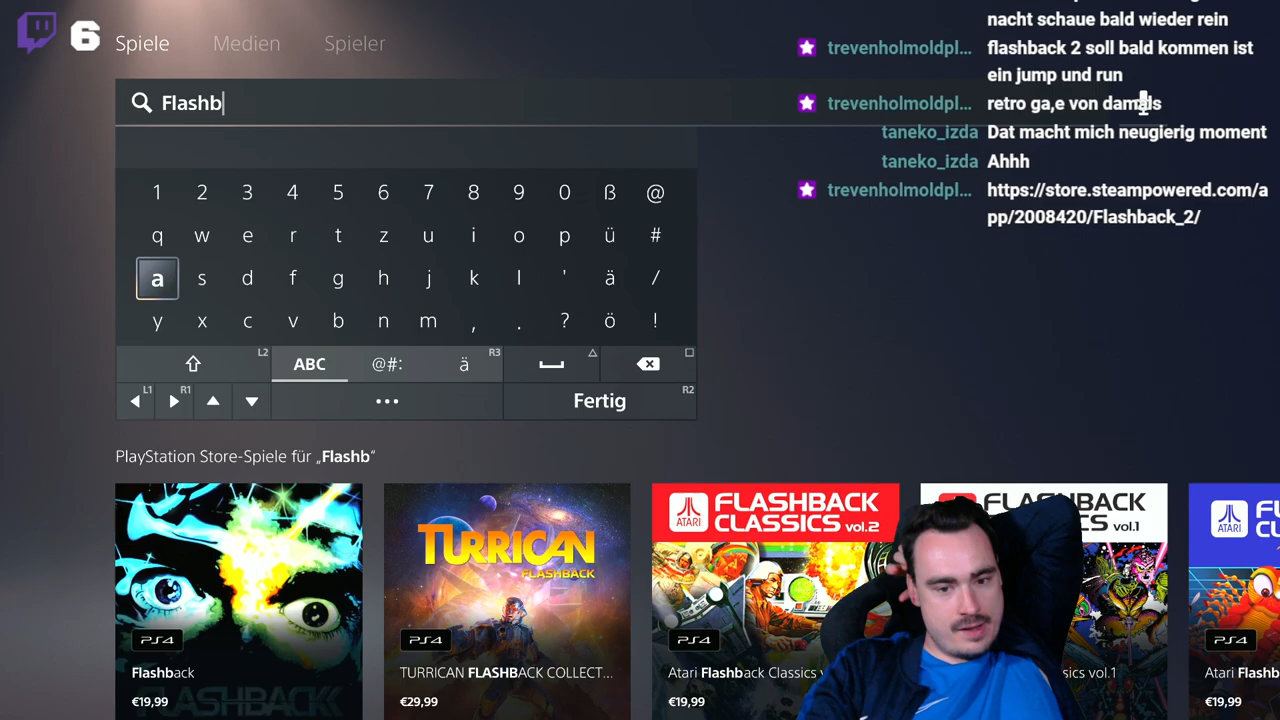 6
Spiele Medien Spieler
nacht schaue bald wieder rein
trevenholmoldpl... flashback 2 soll bald kommen ist
ein jump und run
Flashb
trevenholmoldpl... retro ga,e von damals
taneko_izda Dat macht mich neugierig moment
taneko_izda Ahhh
trevenholmoldpl... https://store.steampowered.com/a
pp/2008420/Flashback_2/
1 2 3 4 5 6 7 8 9 0 ß @
q w e r t z u i o p ü #
a s d f g h j k l ' ä /
y x c v b n m , . ? ö !
L2 ABC @#: ä R3
L1 R1 ... Fertig R2
PlayStation Store-Spiele für „Flashb“
TURRICAN
FLASHBACK
ATARI FLASHBACK
CLASSICS vol.2
FLASHBACK
CS vol.1
ATARI
PS4
PS4
PS4
PS4
Flashback
TURRICAN FLASHBACK COLLECT...
Atari Flashback Classics
vol.1
Atari Flashb
FLASHBACK
€19,99
€29,99
€19,99
€19,99